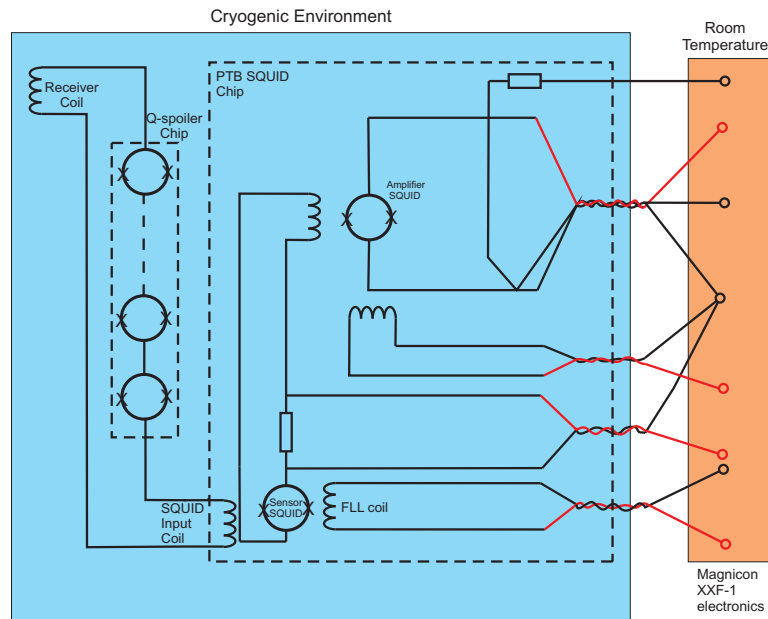 Cryogenic Environment
Room
Temperature
PTB SQUID
Chip
Receiver
Coil
Q-spoiler
Chip
Amplifier
SQUID
Sensor
SQUID
FLL coil
SQUID
Input
Coil
Magnicon
XXF-1
electronics